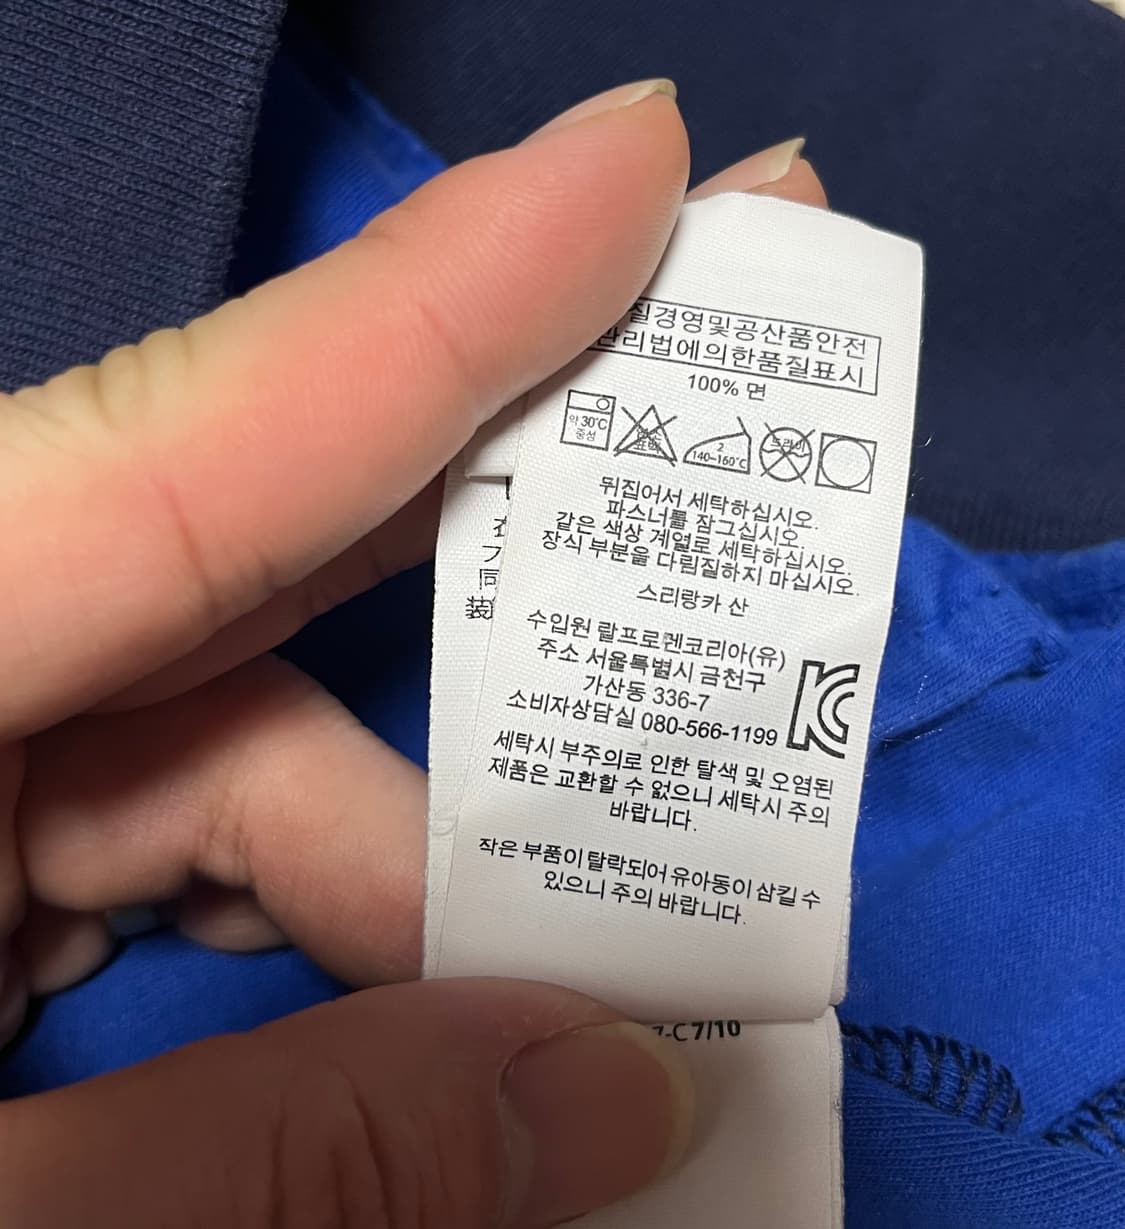 질경영및공산품안전
관리법에의한품질표시
100% 면
약 30℃
중성
2
140~160℃
드라이
뒤집어서 세탁하십시오.
파스너를 잠그십시오.
같은 색상 계열로 세탁하십시오.
장식 부분을 다림질하지 마십시오.
스리랑카 산
수입원 랄프로렌코리아(유)
주소 서울특별시 금천구
가산동 336-7
소비자상담실 080-566-1199
KC
세탁시 부주의로 인한 탈색 및 오염된
제품은 교환할 수 없으니 세탁시 주의
바랍니다.
작은 부품이 탈락되어 유아동이 삼킬 수
있으니 주의 바랍니다.
同
装
7-C 7/10